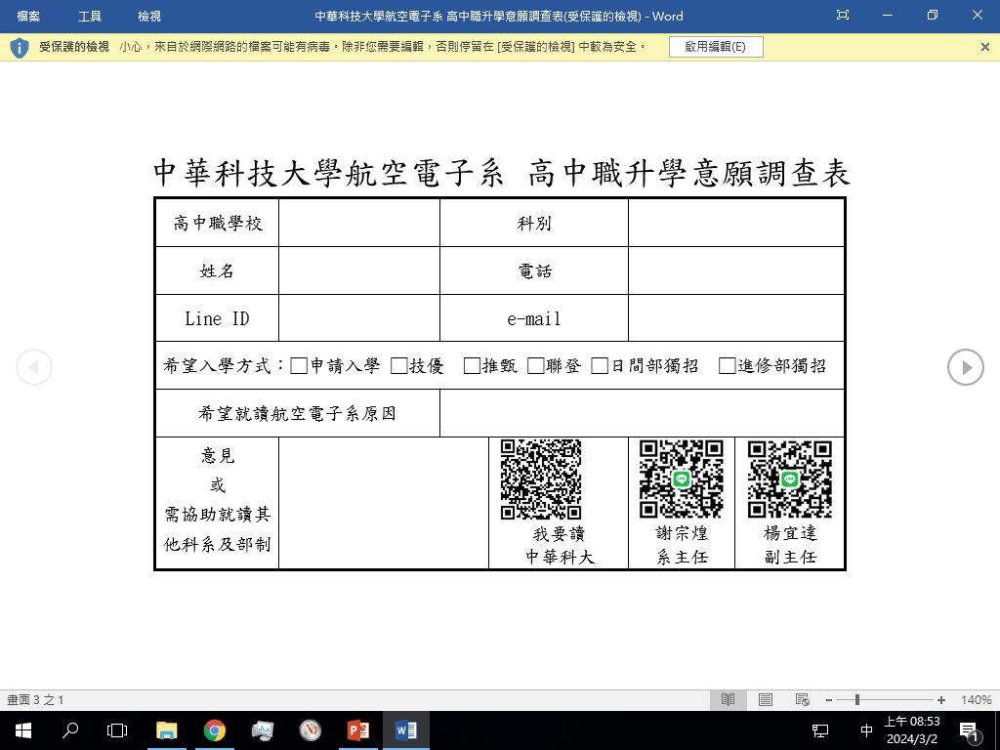 檔案 工具 檢視 中華科技大學航空電子系 高中職升學意願調查表(受保護的檢視) - Word
受保護的檢視 小心，來自於網際網路的檔案可能有病毒。除非您需要編輯，否則停留在 [受保護的檢視] 中較為安全。 啟用編輯(E)
中華科技大學航空電子系 高中職升學意願調查表
高中職學校 科別
姓名 電話
Line ID e-mail
希望入學方式：□申請入學 □技優 □推甄 □聯登 □日間部獨招 □進修部獨招
希望就讀航空電子系原因
意見
或
需協助就讀其
他科系及部制
我要讀
中華科大
謝宗煌
系主任
楊宜達
副主任
畫面 3 之 1 140%
中 上午 08:53
2024/3/2
1